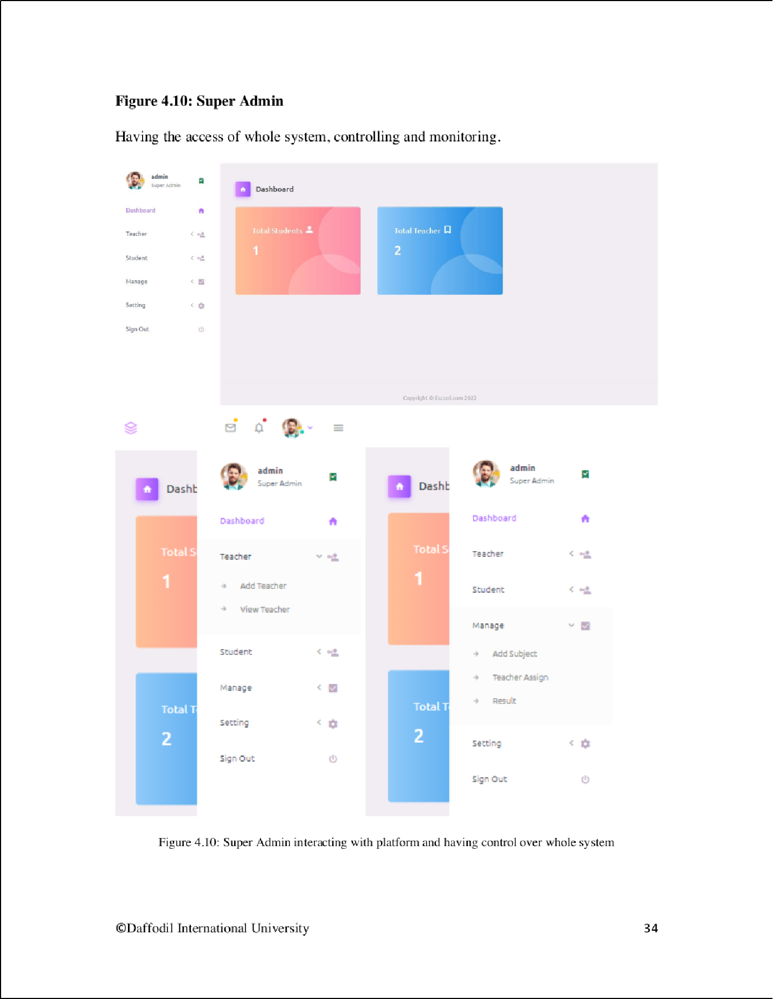 Figure 4.10: Super Admin
Having the access of whole system, controlling and monitoring.
admin
Super Admin
Dashboard
Teacher
Student
Manage
Setting
Sign Out
Dashboard
Total Students
1
Total Teacher
2
Copyright © Escool.com 2022
Dashb
Total S
1
Total T
2
admin
Super Admin
Dashboard
Teacher
Add Teacher
View Teacher
Student
Manage
Setting
Sign Out
Dashb
Total S
1
Total T
2
admin
Super Admin
Dashboard
Teacher
Student
Manage
Add Subject
Teacher Assign
Result
Setting
Sign Out
Figure 4.10: Super Admin interacting with platform and having control over whole system
©Daffodil International University 34